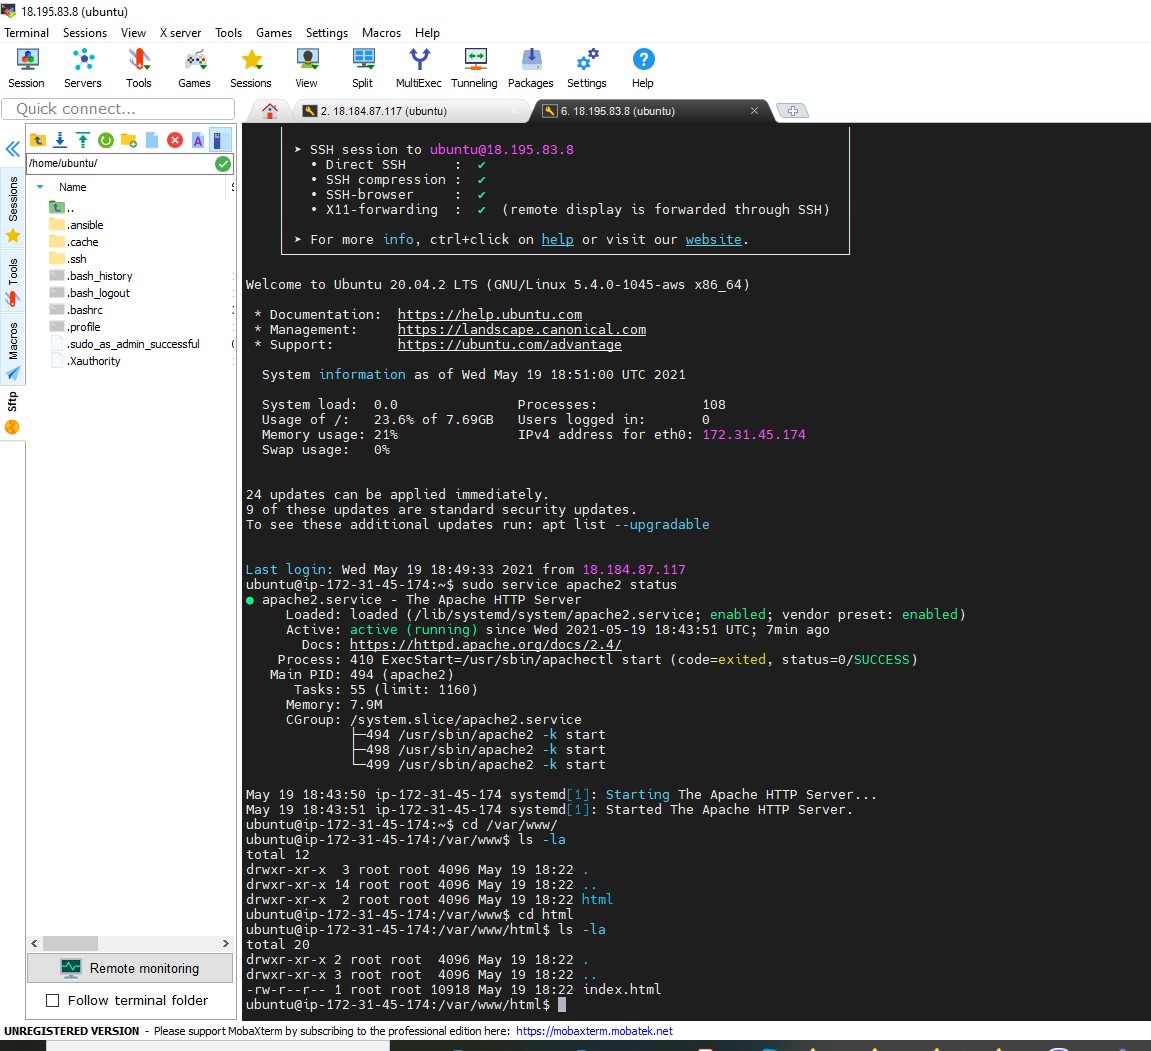 18.195.83.8 (ubuntu)
Terminal Sessions View X server Tools Games Settings Macros Help
Session Servers Tools Games Sessions View Split MultiExec Tunneling Packages Settings Help
Quick connect...
2. 18.184.87.117 (ubuntu)
6. 18.195.83.8 (ubuntu)
/home/ubuntu/
Name
..
.ansible
.cache
.ssh
.bash_history
.bash_logout
.bashrc
.profile
.sudo_as_admin_successful
.Xauthority
Sessions
Tools
Macros
Sftp
Remote monitoring
Follow terminal folder
➤ SSH session to ubuntu@18.195.83.8
• Direct SSH : ✔
• SSH compression : ✔
• SSH-browser : ✔
• X11-forwarding : ✔ (remote display is forwarded through SSH)
➤ For more info, ctrl+click on help or visit our website.
Welcome to Ubuntu 20.04.2 LTS (GNU/Linux 5.4.0-1045-aws x86_64)
* Documentation: https://help.ubuntu.com
* Management: https://landscape.canonical.com
* Support: https://ubuntu.com/advantage
System information as of Wed May 19 18:51:00 UTC 2021
System load: 0.0 Processes: 108
Usage of /: 23.6% of 7.69GB Users logged in: 0
Memory usage: 21% IPv4 address for eth0: 172.31.45.174
Swap usage: 0%
24 updates can be applied immediately.
9 of these updates are standard security updates.
To see these additional updates run: apt list --upgradable
Last login: Wed May 19 18:49:33 2021 from 18.184.87.117
ubuntu@ip-172-31-45-174:~$ sudo service apache2 status
● apache2.service - The Apache HTTP Server
Loaded: loaded (/lib/systemd/system/apache2.service; enabled; vendor preset: enabled)
Active: active (running) since Wed 2021-05-19 18:43:51 UTC; 7min ago
Docs: https://httpd.apache.org/docs/2.4/
Process: 410 ExecStart=/usr/sbin/apachectl start (code=exited, status=0/SUCCESS)
Main PID: 494 (apache2)
Tasks: 55 (limit: 1160)
Memory: 7.9M
CGroup: /system.slice/apache2.service
├─494 /usr/sbin/apache2 -k start
├─498 /usr/sbin/apache2 -k start
└─499 /usr/sbin/apache2 -k start
May 19 18:43:50 ip-172-31-45-174 systemd[1]: Starting The Apache HTTP Server...
May 19 18:43:51 ip-172-31-45-174 systemd[1]: Started The Apache HTTP Server.
ubuntu@ip-172-31-45-174:~$ cd /var/www/
ubuntu@ip-172-31-45-174:/var/www$ ls -la
total 12
drwxr-xr-x 3 root root 4096 May 19 18:22 .
drwxr-xr-x 14 root root 4096 May 19 18:22 ..
drwxr-xr-x 2 root root 4096 May 19 18:22 html
ubuntu@ip-172-31-45-174:/var/www$ cd html
ubuntu@ip-172-31-45-174:/var/www/html$ ls -la
total 20
drwxr-xr-x 2 root root 4096 May 19 18:22 .
drwxr-xr-x 3 root root 4096 May 19 18:22 ..
-rw-r--r-- 1 root root 10918 May 19 18:22 index.html
ubuntu@ip-172-31-45-174:/var/www/html$
UNREGISTERED VERSION - Please support MobaXterm by subscribing to the professional edition here: https://mobaxterm.mobatek.net